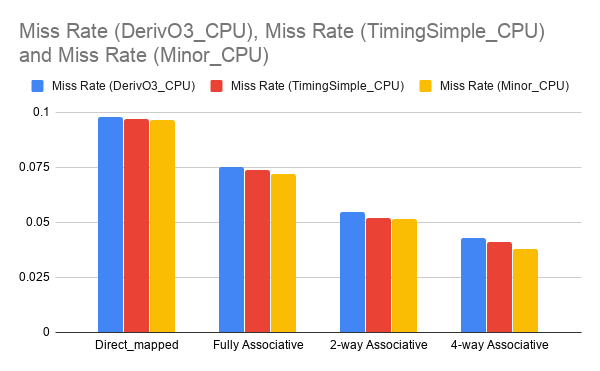 Miss Rate (DerivO3_CPU), Miss Rate (TimingSimple_CPU)
and Miss Rate (Minor_CPU)
Miss Rate (DerivO3_CPU) Miss Rate (TimingSimple_CPU) Miss Rate (Minor_CPU)
0.1
0.075
0.05
0.025
0
Direct_mapped Fully Associative 2-way Associative 4-way Associative